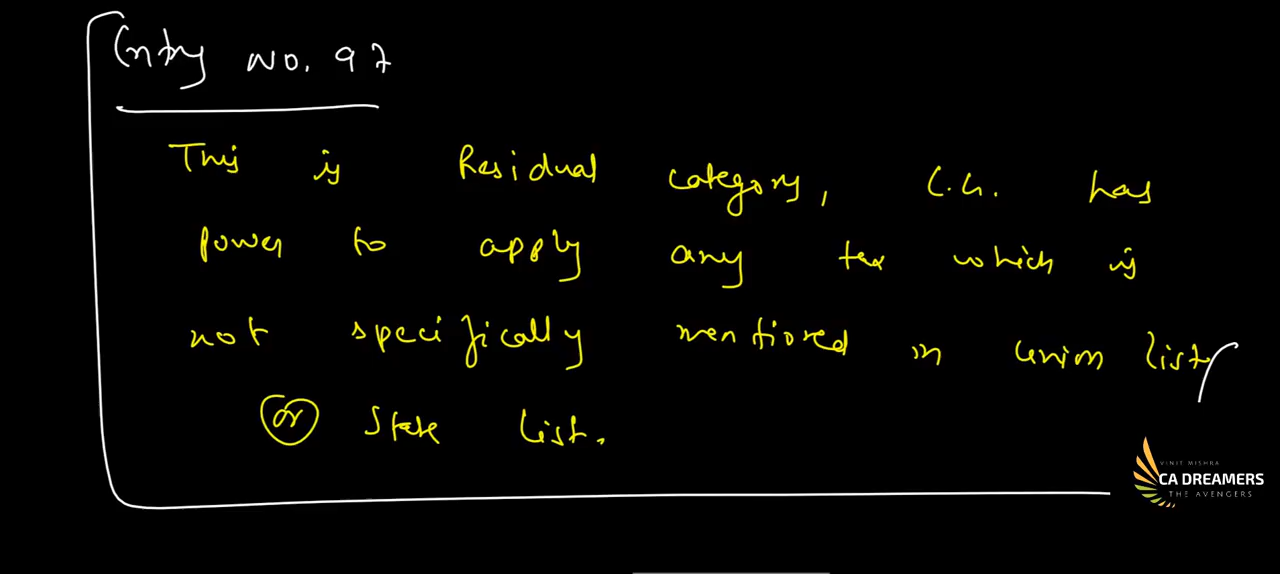 Entry No. 97
This is Residual category, C.G. has
power to apply any tax which is
not specifically mentioned in union list
or State list.
VINIT MISHRA
CA DREAMERS
THE AVENGERS